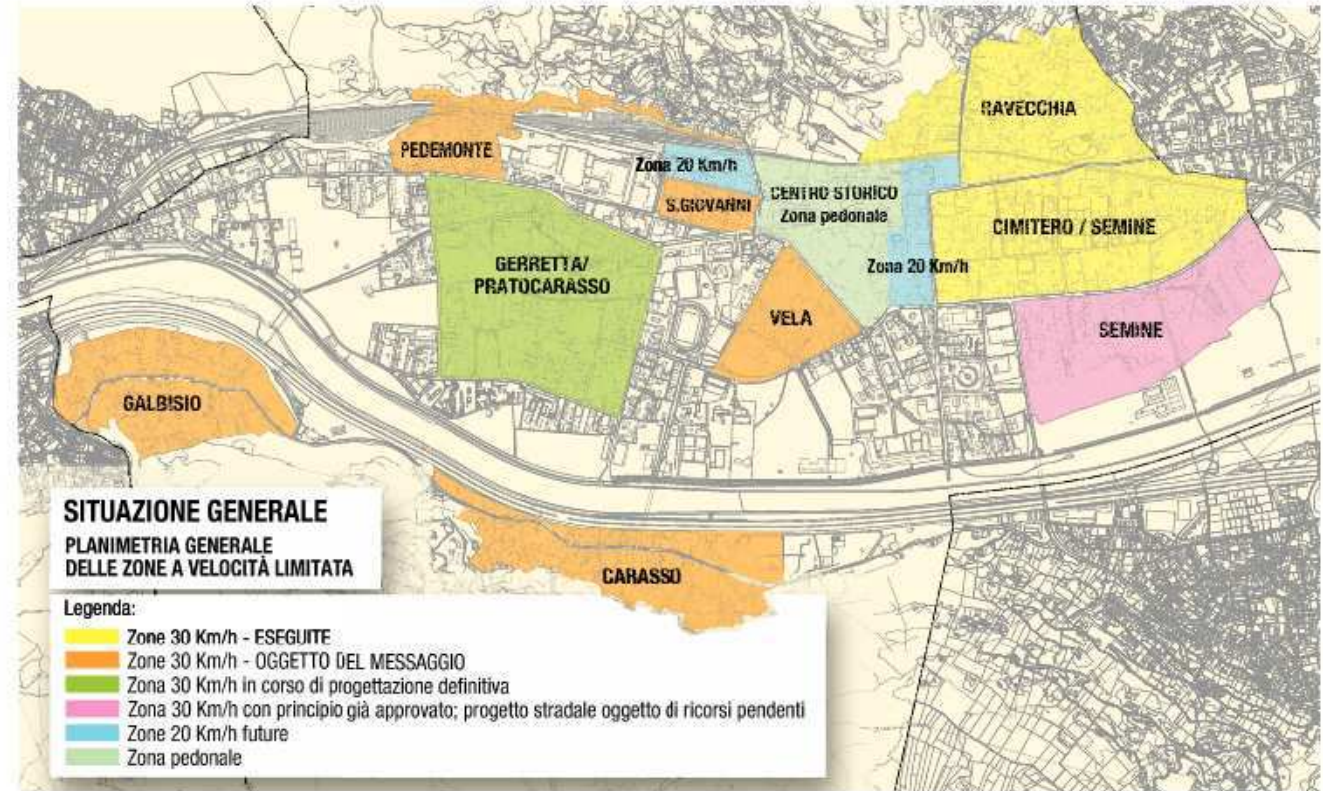 RAVECCHIA
PEDEMONTE
Zona 20 Km/h
S.GIOVANNI
CENTRO STORICO
Zona pedonale
CIMITERO / SEMINE
GERRETTA/
PRATOCARASSO
Zona 20 Km/h
VELA
SEMINE
GALBISIO
CARASSO
SITUAZIONE GENERALE
PLANIMETRIA GENERALE
DELLE ZONE A VELOCITÀ LIMITATA
Legenda:
Zone 30 Km/h - ESEGUITE
Zone 30 Km/h - OGGETTO DEL MESSAGGIO
Zona 30 Km/h in corso di progettazione definitiva
Zona 30 Km/h con principio già approvato; progetto stradale oggetto di ricorsi pendenti
Zone 20 Km/h future
Zona pedonale